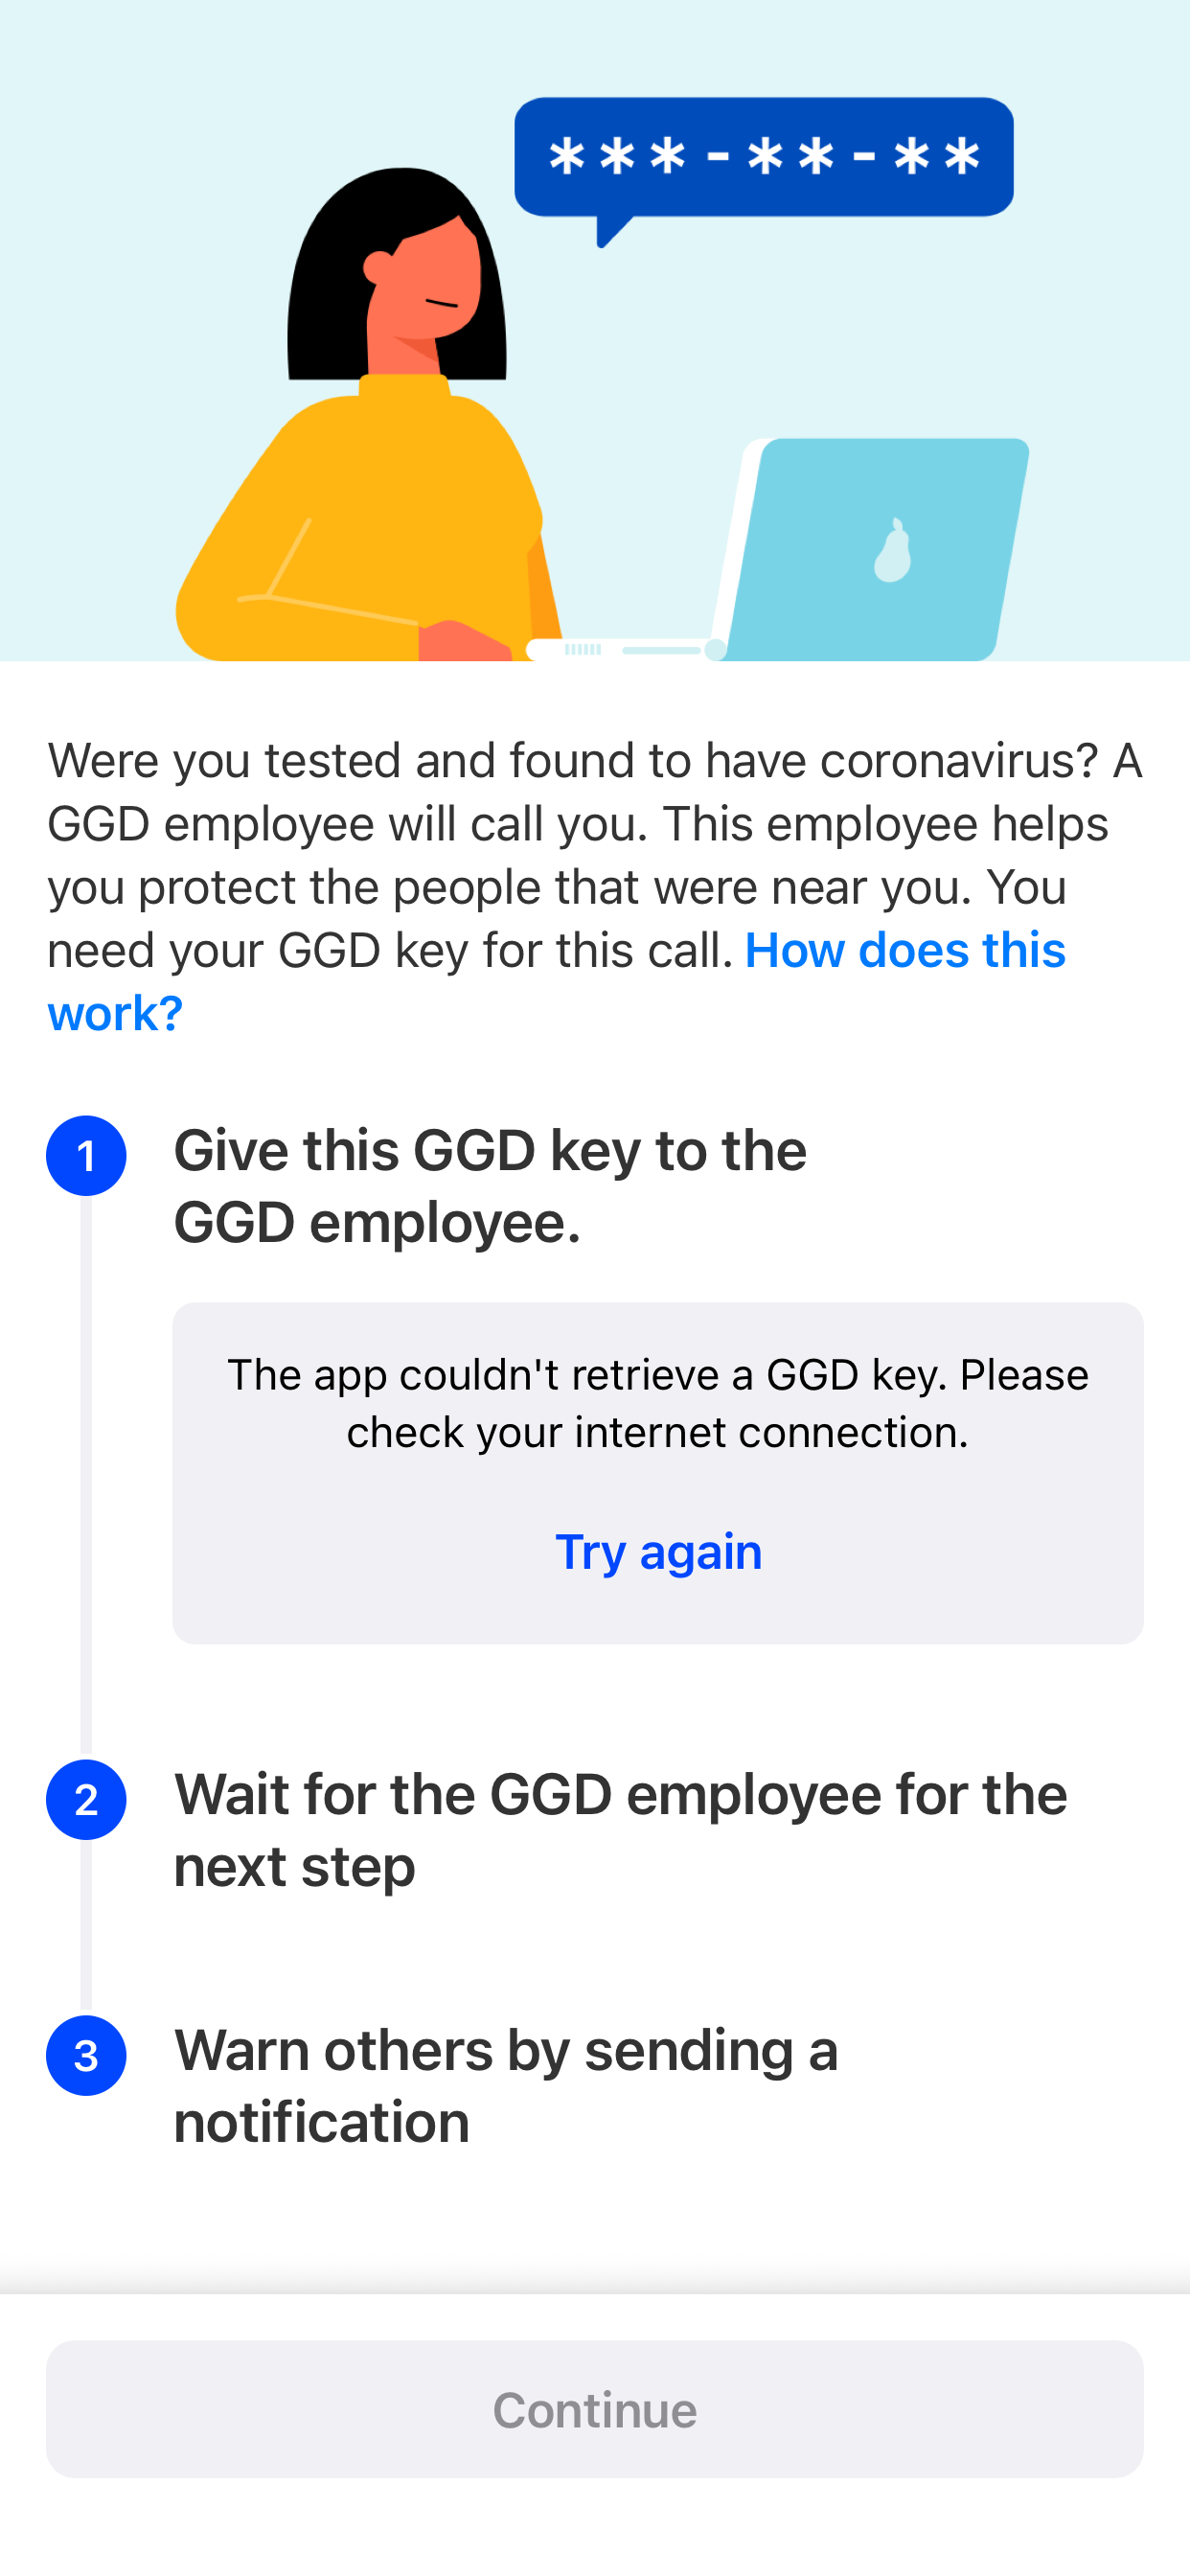 ***-**-**
Were you tested and found to have coronavirus? A
GGD employee will call you. This employee helps
you protect the people that were near you. You
need your GGD key for this call. How does this
work?
1
Give this GGD key to the
GGD employee.
The app couldn't retrieve a GGD key. Please
check your internet connection.
Try again
2
Wait for the GGD employee for the
next step
3
Warn others by sending a
notification
Continue